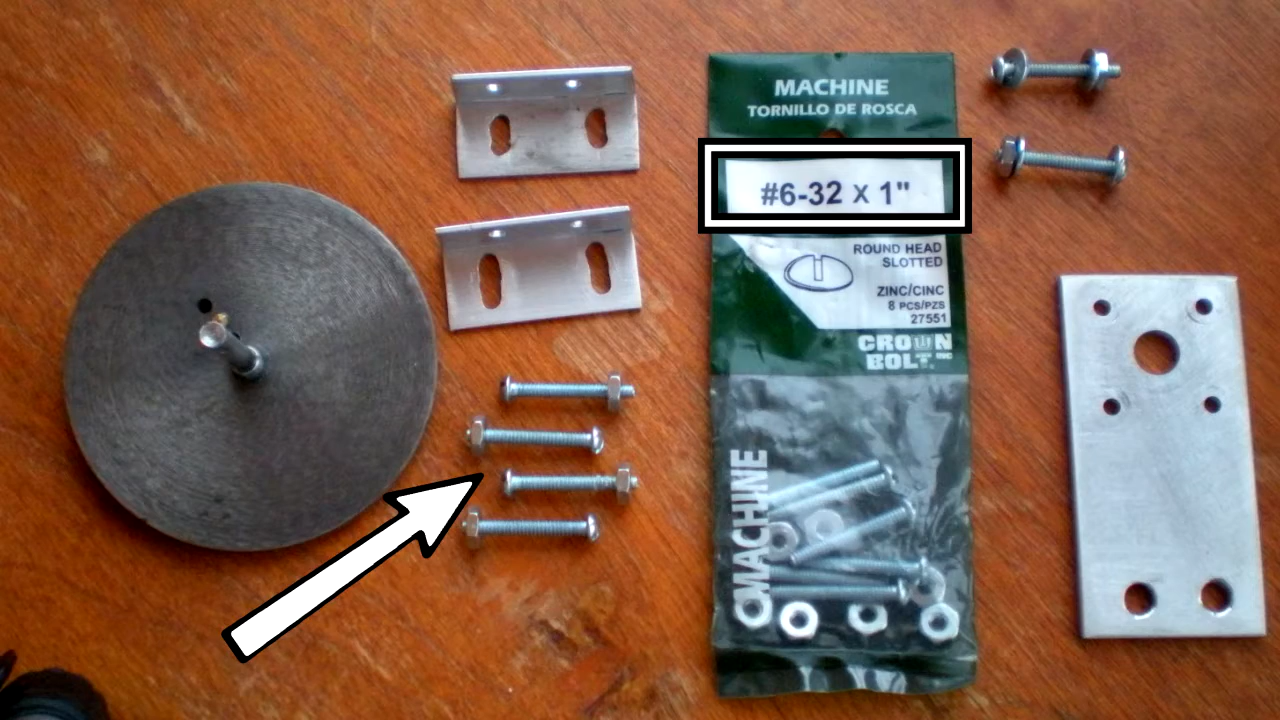 MACHINE
TORNILLO DE ROSCA
#6-32 x 1"
ROUND HEAD
SLOTTED
ZINC/CINC
8 PCS/PZS
27551
CROWN
BOLT INC
MACHINE